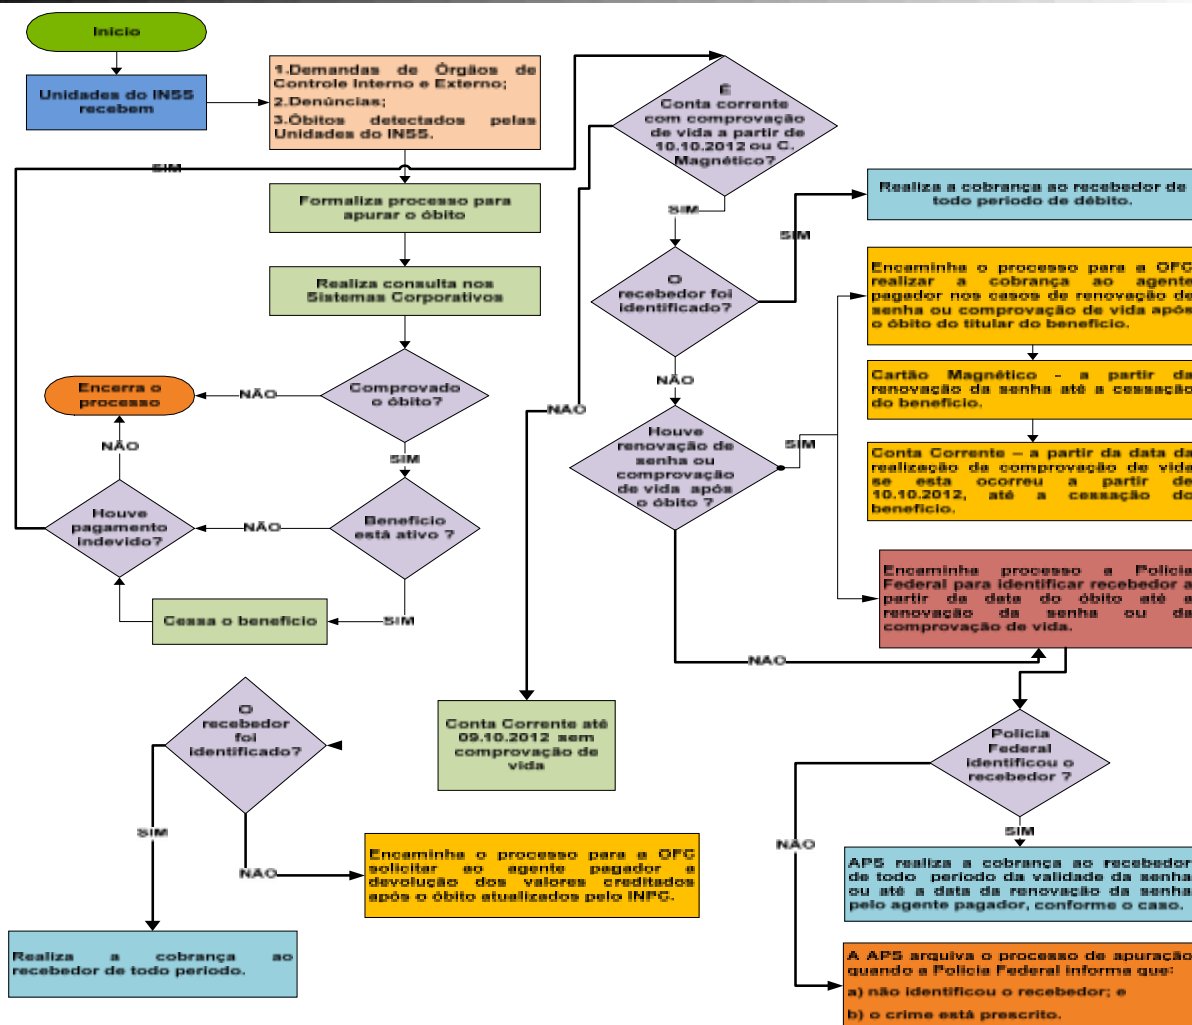 Inicio
Unidades do INSS
recebem
1.Demandas de Órgãos de
Controle Interno e Externo;
2.Denúncias;
3.Óbitos detectados pelas
Unidades do INSS.
SIM
Formaliza processo para
apurar o óbito
Realiza consulta nos
Sistemas Corporativos
Comprovado
o óbito?
NÃO
Encerra o
processo
SIM
NÃO
Beneficio
está ativo ?
NÃO
Houve
pagamento
indevido?
SIM
Cessa o beneficio
É
Conta corrente
com comprovação
de vida a partir de
10.10.2012 ou C.
Magnético?
SIM
NÃO
O
recebedor foi
identificado?
SIM
Realiza a cobrança ao recebedor de
todo periodo de débito.
NÃO
Houve
renovação de
senha ou
comprovação
de vida após
o óbito ?
SIM
Encaminha o processo para a OFC
realizar a cobrança ao agente
pagador nos casos de renovação de
senha ou comprovação de vida após
o óbito do titular do beneficio.
Cartão Magnético - a partir da
renovação da senha até a cessação
do beneficio.
Conta Corrente – a partir da data da
realização da comprovação de vida
se esta ocorreu a partir de
10.10.2012, até a cessação do
beneficio.
Encaminha processo a Policia
Federal para identificar recebedor a
partir da data do óbito até a
renovação da senha ou da
comprovação de vida.
NÃO
Policia
Federal
identificou o
recebedor ?
SIM
NÃO
APS realiza a cobrança ao recebedor
de todo periodo da validade da senha
ou até a data da renovação da senha
pelo agente pagador, conforme o caso.
A APS arquiva o processo de apuração
quando a Policia Federal informa que:
a) não identificou o recebedor; e
b) o crime está prescrito.
Conta Corrente até
09.10.2012 sem
comprovação de
vida
O
recebedor
foi
identificado?
SIM
NÃO
Encaminha o processo para a OFC
solicitar ao agente pagador a
devolução dos valores creditados
após o óbito atualizados pelo INPC.
Realiza a cobrança ao
recebedor de todo periodo.